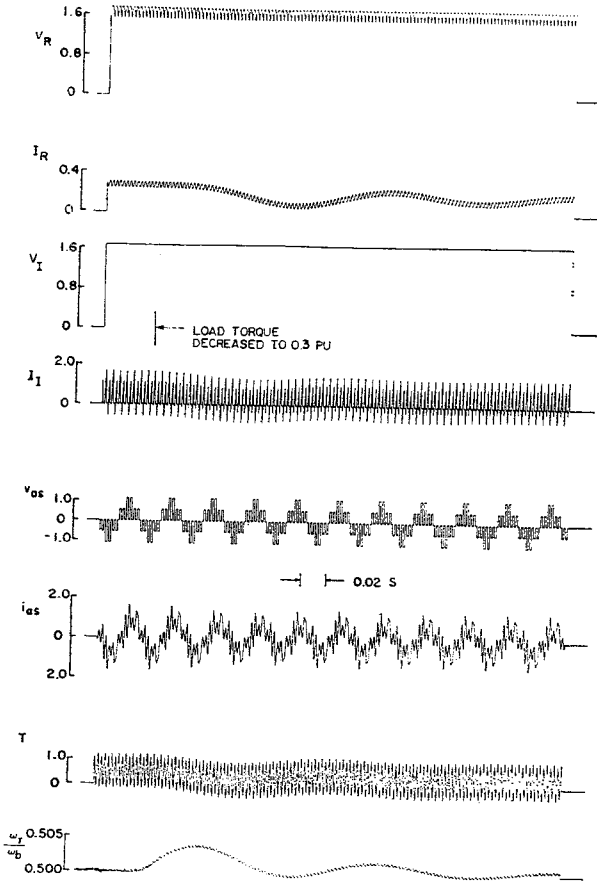 1.6
V_R
0.8
0
I_R
0.4
0
V_I
1.6
0.8
0
LOAD TORQUE
DECREASED TO 0.3 PU
2.0
I_I
0
v_as
1.0
0
-1.0
0.02 S
2.0
i_as
0
2.0
T
1.0
0
ω_r
ω_b
0.505
0.500